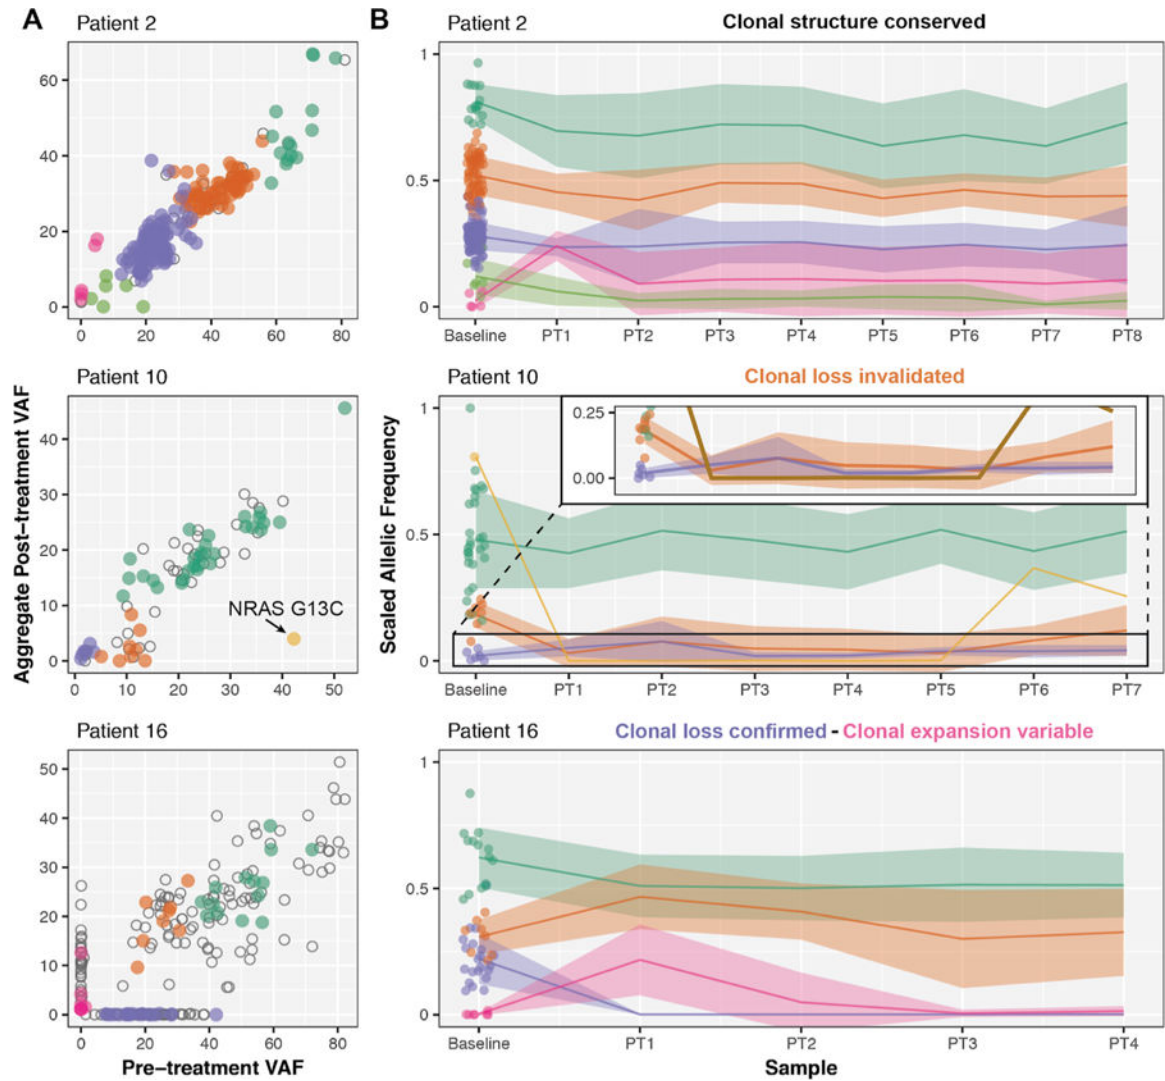 A
Patient 2
B
Patient 2
Clonal structure conserved
60
40
20
0
0 20 40 60 80
1
0.5
0
Baseline PT1 PT2 PT3 PT4 PT5 PT6 PT7 PT8
Patient 10
Patient 10
Clonal loss invalidated
Aggregate Post−treatment VAF
40
30
20
10
0
NRAS G13C
0 10 20 30 40 50
Scaled Allelic Frequency
1
0.5
0
0.25
0.00
Baseline PT1 PT2 PT3 PT4 PT5 PT6 PT7
Patient 16
Patient 16
Clonal loss confirmed - Clonal expansion variable
50
40
30
20
10
0
0 20 40 60 80
Pre−treatment VAF
1
0.5
0
Baseline PT1 PT2 PT3 PT4
Sample